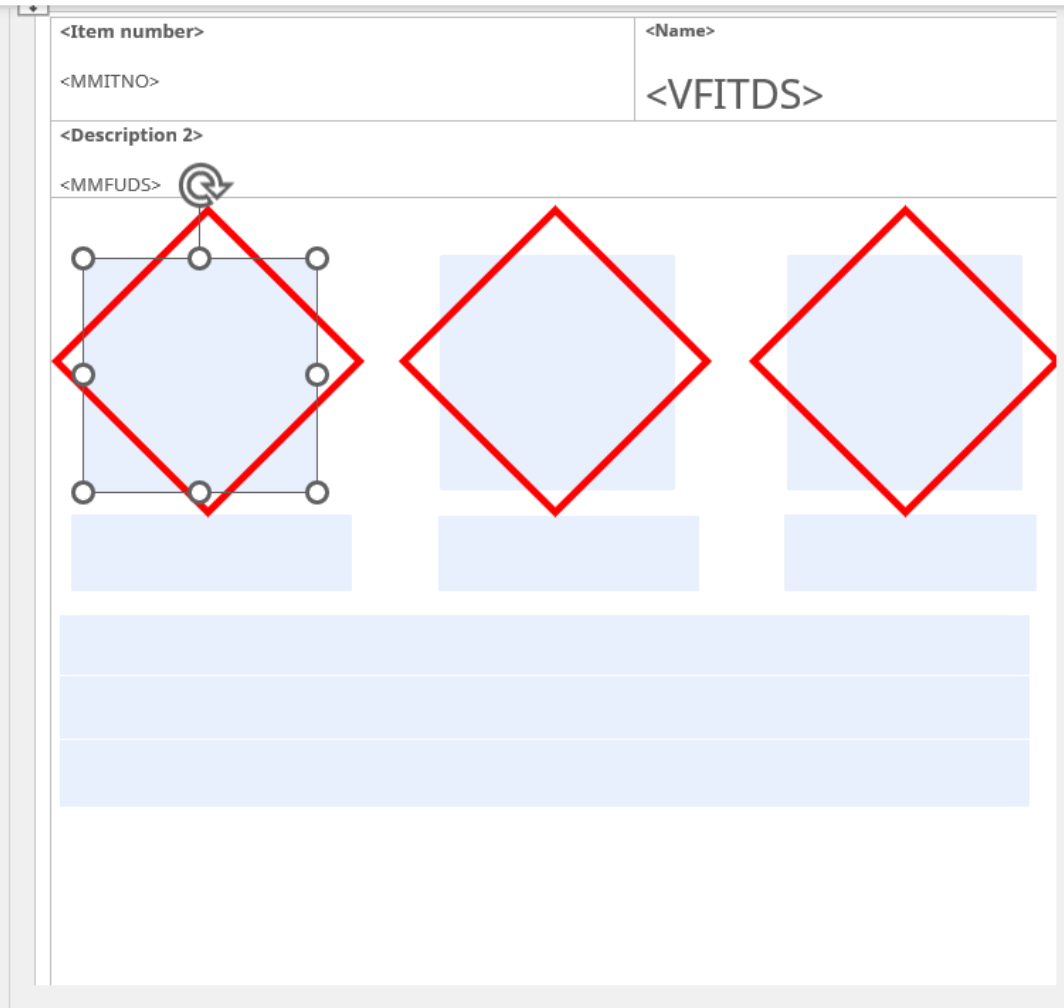 <Item number>
<Name>
<MMITNO>
<VFITDS>
<Description 2>
<MMFUDS>